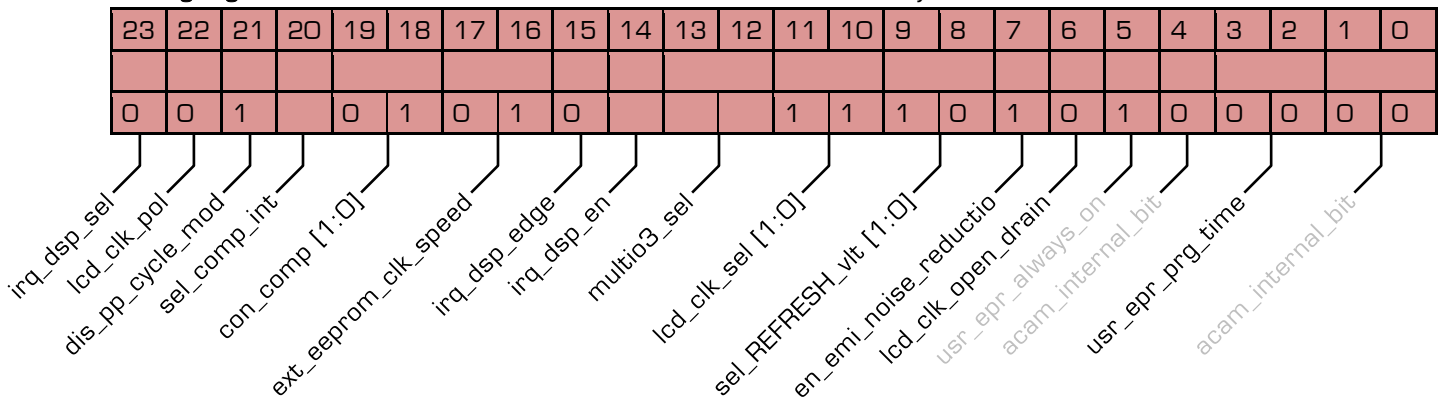 23 22 21 20 19 18 17 16 15 14 13 12 11 10 9 8 7 6 5 4 3 2 1 0
0 0 1 0 1 0 1 0 1 1 1 0 1 0 1 0 0 0 0 0
irq_dsp_sel
lcd_clk_pol
dis_pp_cycle_mod
sel_comp_int
con_comp [1:0]
ext_eeprom_clk_speed
irq_dsp_edge
irq_dsp_en
multio3_sel
lcd_clk_sel [1:0]
sel_REFRESH_vlt [1:0]
en_emi_noise_reductio
lcd_clk_open_drain
usr_epr_always_on
acam_internal_bit
usr_epr_prg_time
acam_internal_bit